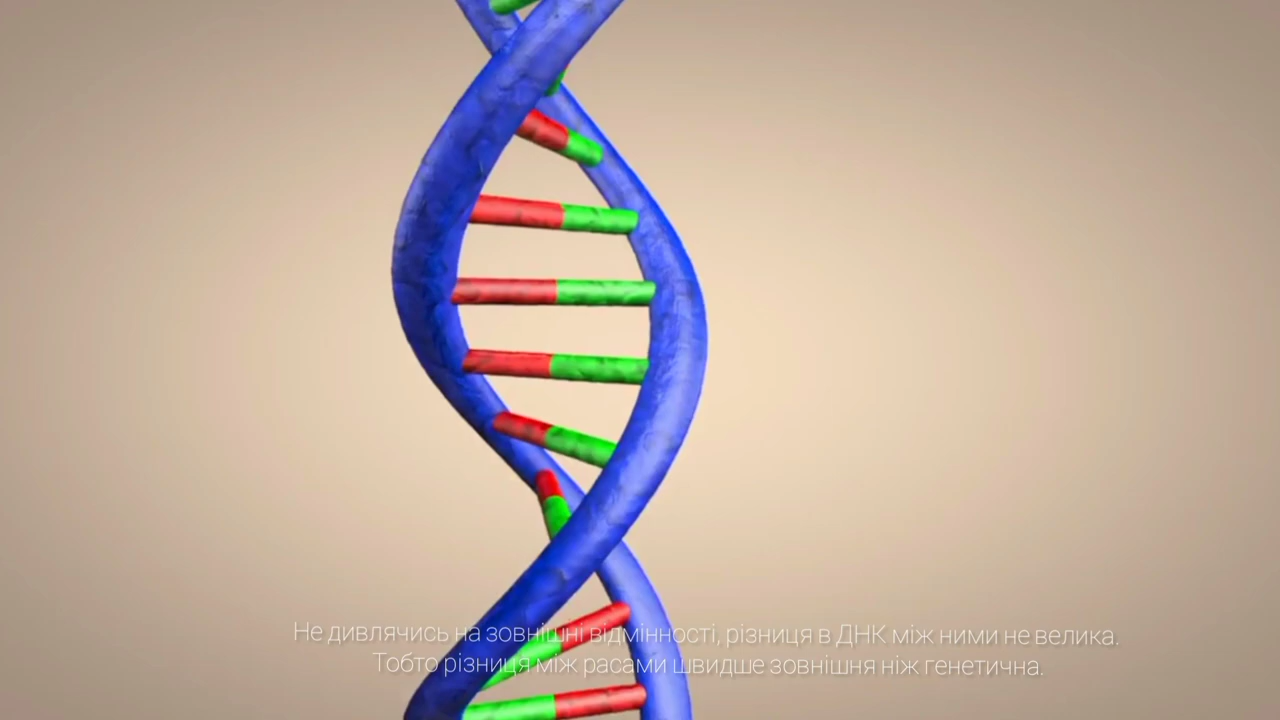 Не дивлячись на зовнішні відмінності, різниця в ДНК між ними не велика.
Тобто різниця між расами швидше зовнішня ніж генетична.